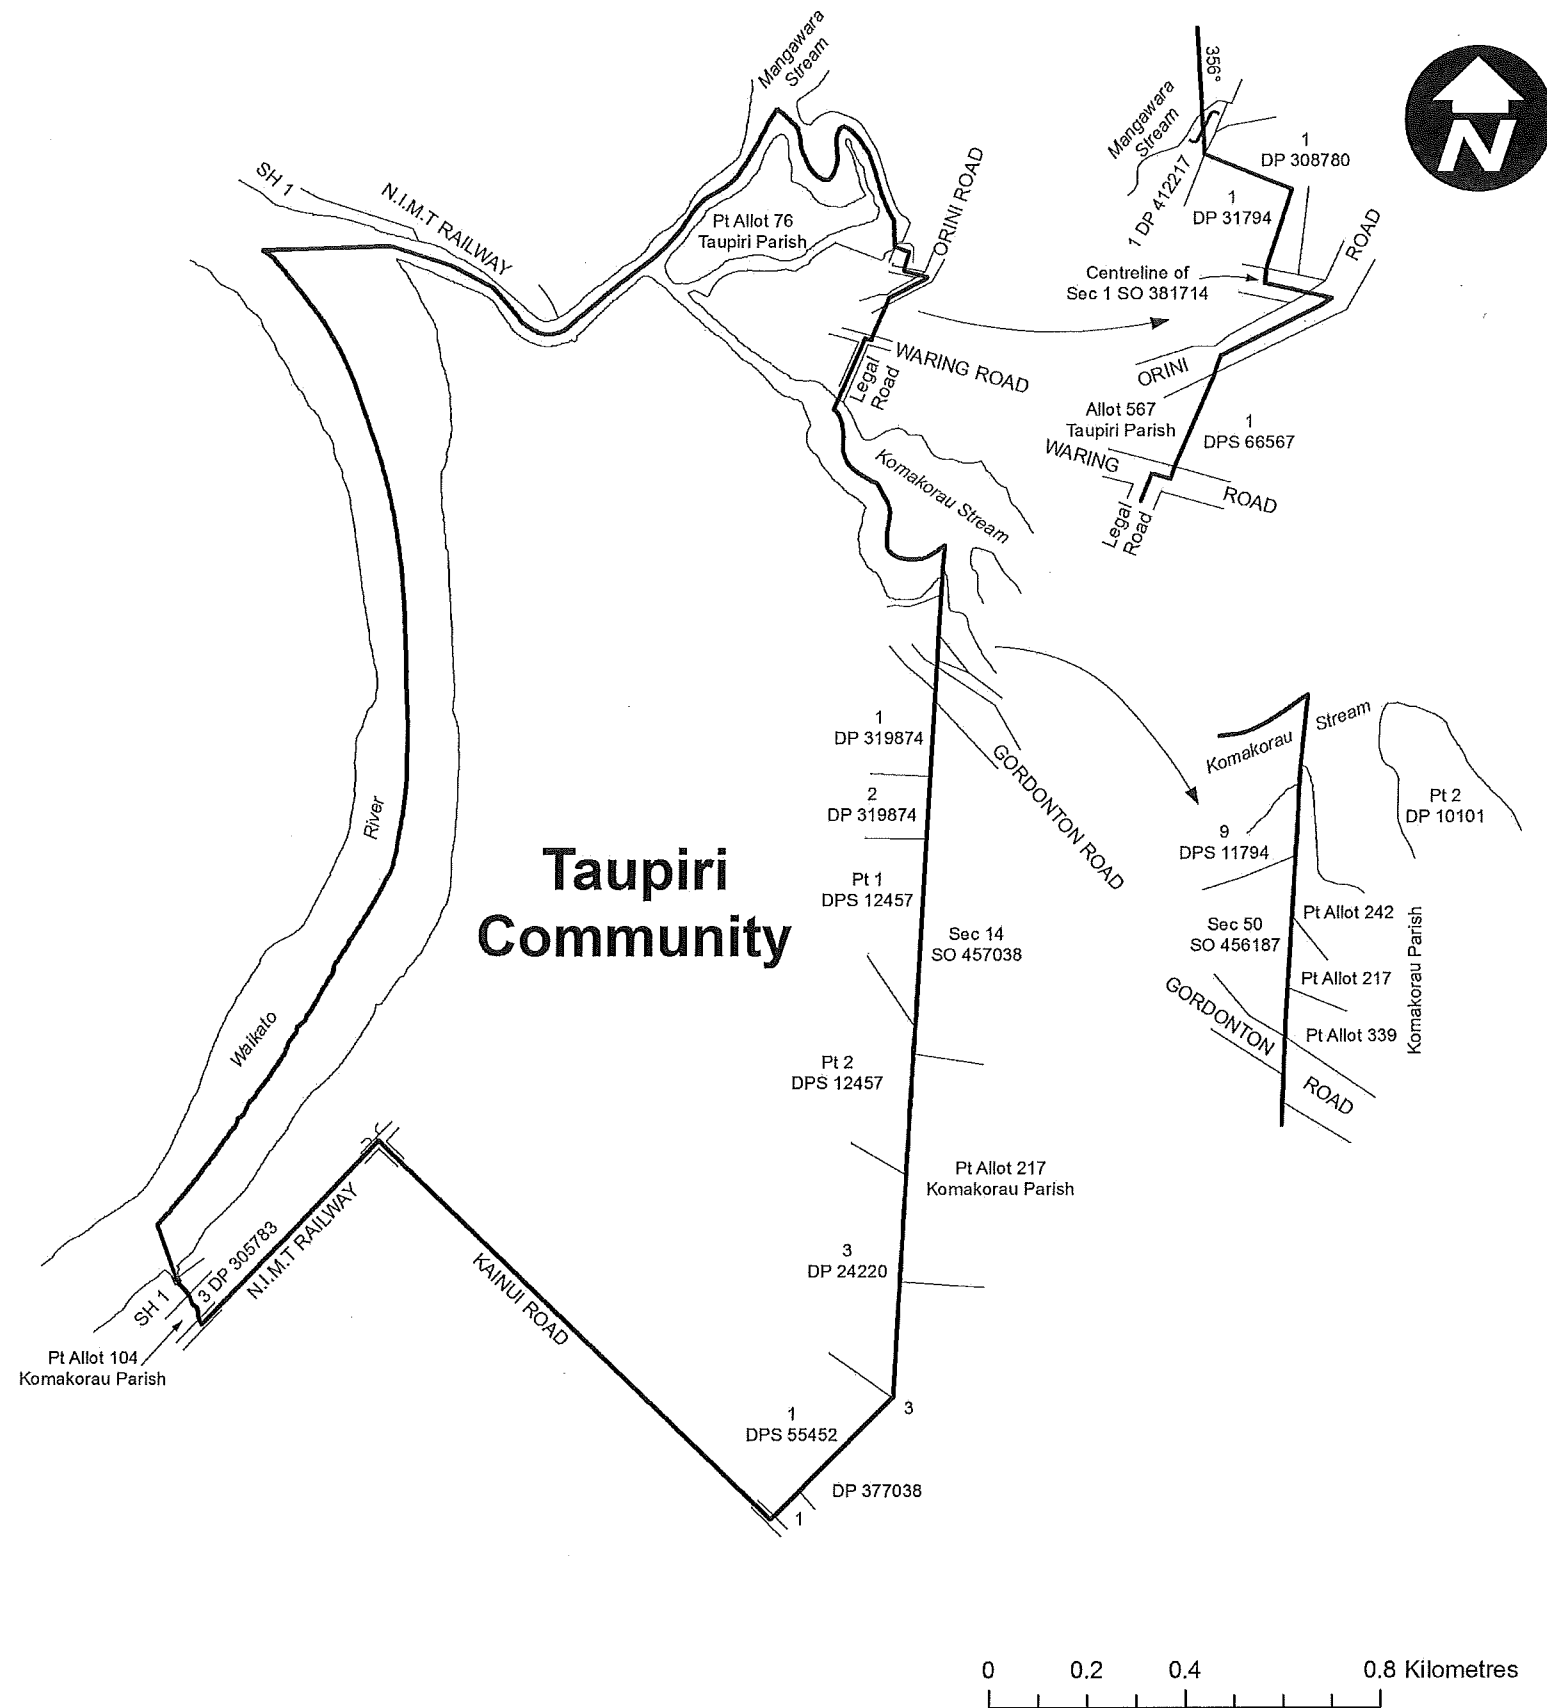 Mangawara
Stream
356°
N
Mangawara
Stream
1
DP 308780
SH 1
N.I.M.T RAILWAY
ORINI ROAD
1 DP 412217
1
DP 31794
ROAD
Pt Allot 76
Taupiri Parish
Centreline of
Sec 1 SO 381714
WARING ROAD
Legal
Road
ORINI
Allot 567
Taupiri Parish
1
DPS 66567
WARING
ROAD
Legal
Road
Komakorau Stream
1
DP 319874
2
DP 319874
GORDONTON ROAD
Komakorau
Stream
Pt 2
DP 10101
9
DPS 11794
River
Taupiri
Community
Pt 1
DPS 12457
Sec 14
SO 457038
Sec 50
SO 456187
Pt Allot 242
Pt Allot 217
Pt Allot 339
Komakorau Parish
GORDONTON
ROAD
Waikato
Pt 2
DPS 12457
Pt Allot 217
Komakorau Parish
3
DP 24220
3 DP 305783
N.I.M.T RAILWAY
KAINUI ROAD
SH 1
Pt Allot 104
Komakorau Parish
1
DPS 55452
3
DP 377038
1
0 0.2 0.4 0.8 Kilometres